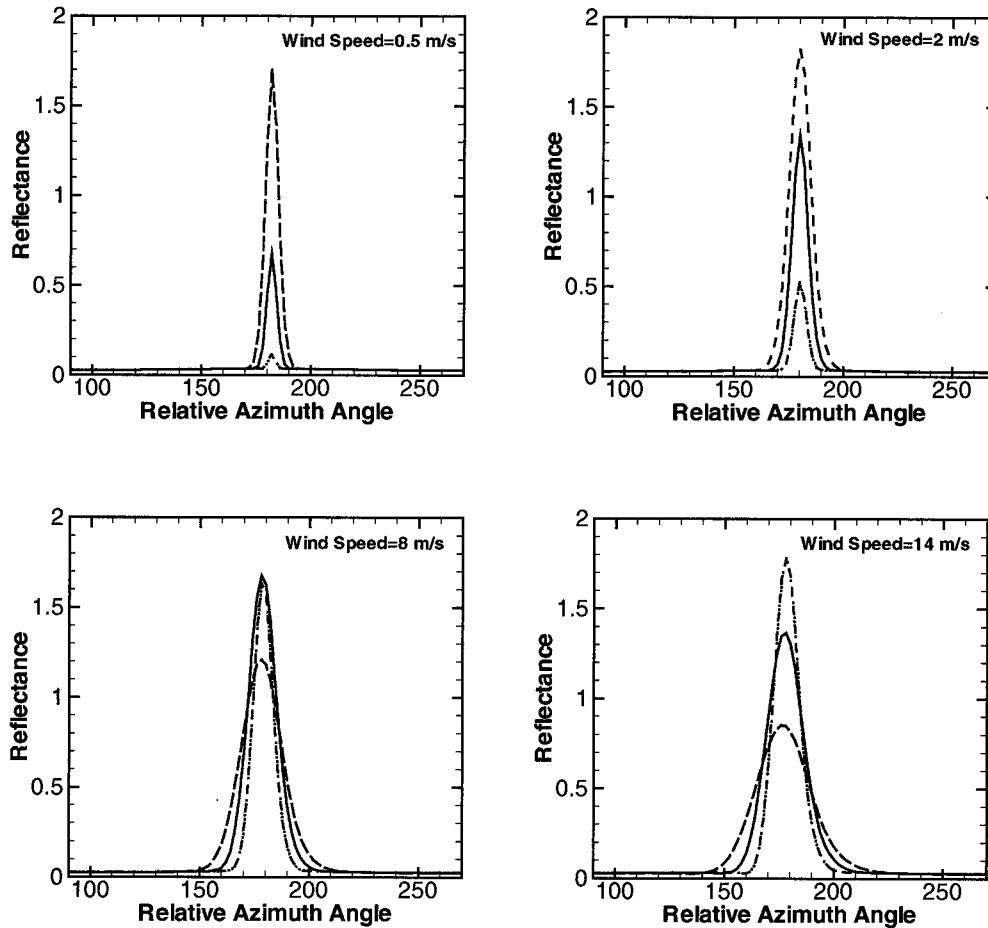 2
Wind Speed=0.5 m/s
1.5
1
0.5
0
Reflectance
100 150 200 250
Relative Azimuth Angle
2
Wind Speed=2 m/s
1.5
1
0.5
0
Reflectance
100 150 200 250
Relative Azimuth Angle
2
Wind Speed=8 m/s
1.5
1
0.5
0
Reflectance
100 150 200 250
Relative Azimuth Angle
2
Wind Speed=14 m/s
1.5
1
0.5
0
Reflectance
100 150 200 250
Relative Azimuth Angle